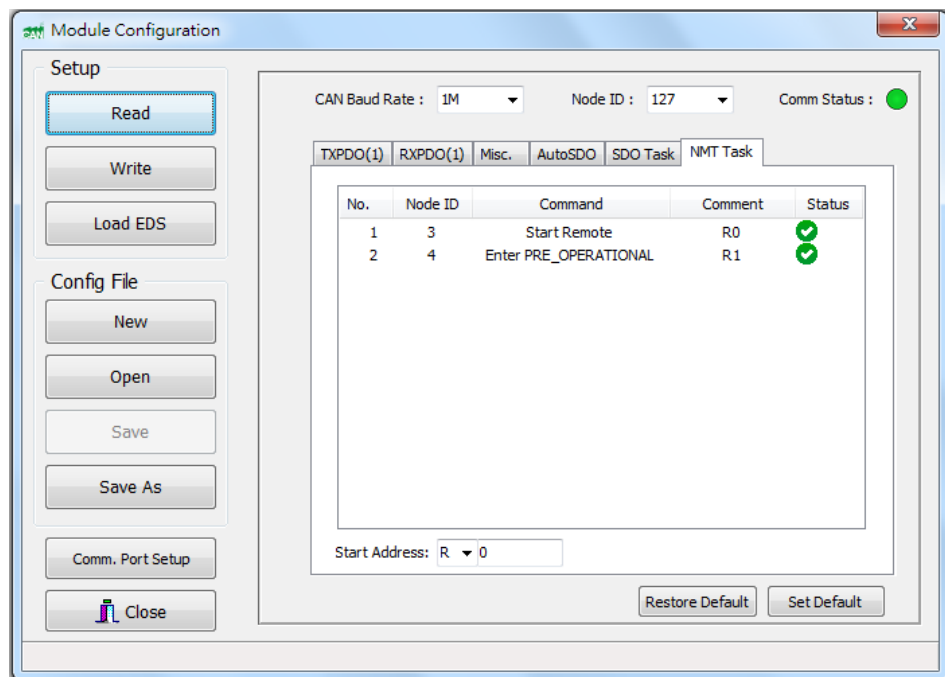 Module Configuration
Setup
Read
Write
Load EDS
Config File
New
Open
Save
Save As
Comm. Port Setup
Close
CAN Baud Rate : 1M Node ID : 127 Comm Status :
TXPDO(1) RXPDO(1) Misc. AutoSDO SDO Task NMT Task
No. Node ID Command Comment Status
1 3 Start Remote R0
2 4 Enter PRE_OPERATIONAL R1
Start Address: R 0
Restore Default Set Default